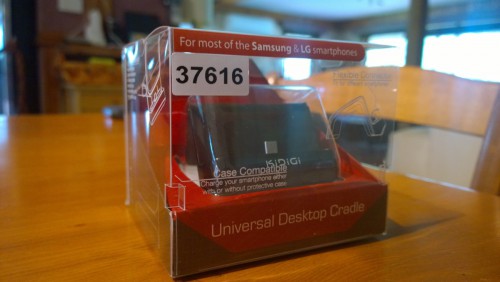 For most of the Samsung & LG smartphones
37616
KiDiGi
Case Compatible
Charge your smartphone either
with or without protective case
Universal Desktop Cradle